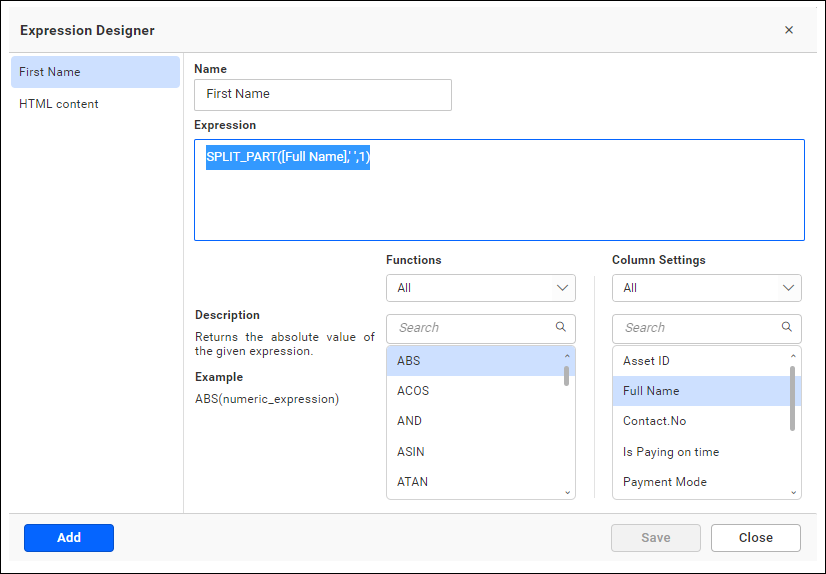 Expression Designer
×
First Name
HTML content
Name
First Name
Expression
SPLIT_PART([Full Name],' ',1)
Functions
All
Search
ABS
ACOS
AND
ASIN
ATAN
Column Settings
All
Search
Asset ID
Full Name
Contact.No
Is Paying on time
Payment Mode
Description
Returns the absolute value of
the given expression.
Example
ABS(numeric_expression)
Add
Save
Close